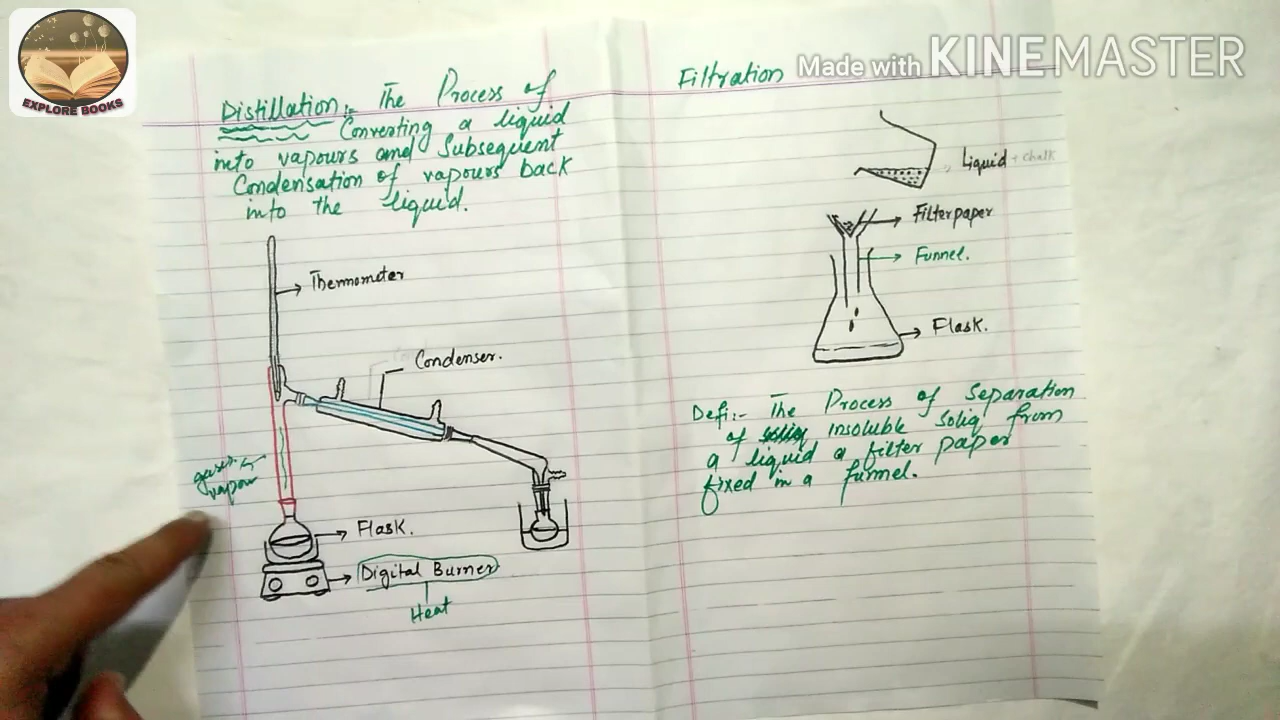 EXPLORE BOOKS
Made with KINEMASTER
Distillation :- The Process of
Converting a liquid
into vapours and Subsequent
Condensation of vapours back
into the liquid.
Thermometer
Condenser.
vapour
Flask.
Digital Burner
Heat
Filtration
Liquid + chalk
Filterpaper
Funnel.
Flask.
Defi:- The Process of Separation
of insoluble Soliq from
a liquid a filter paper
fixed in a funnel.